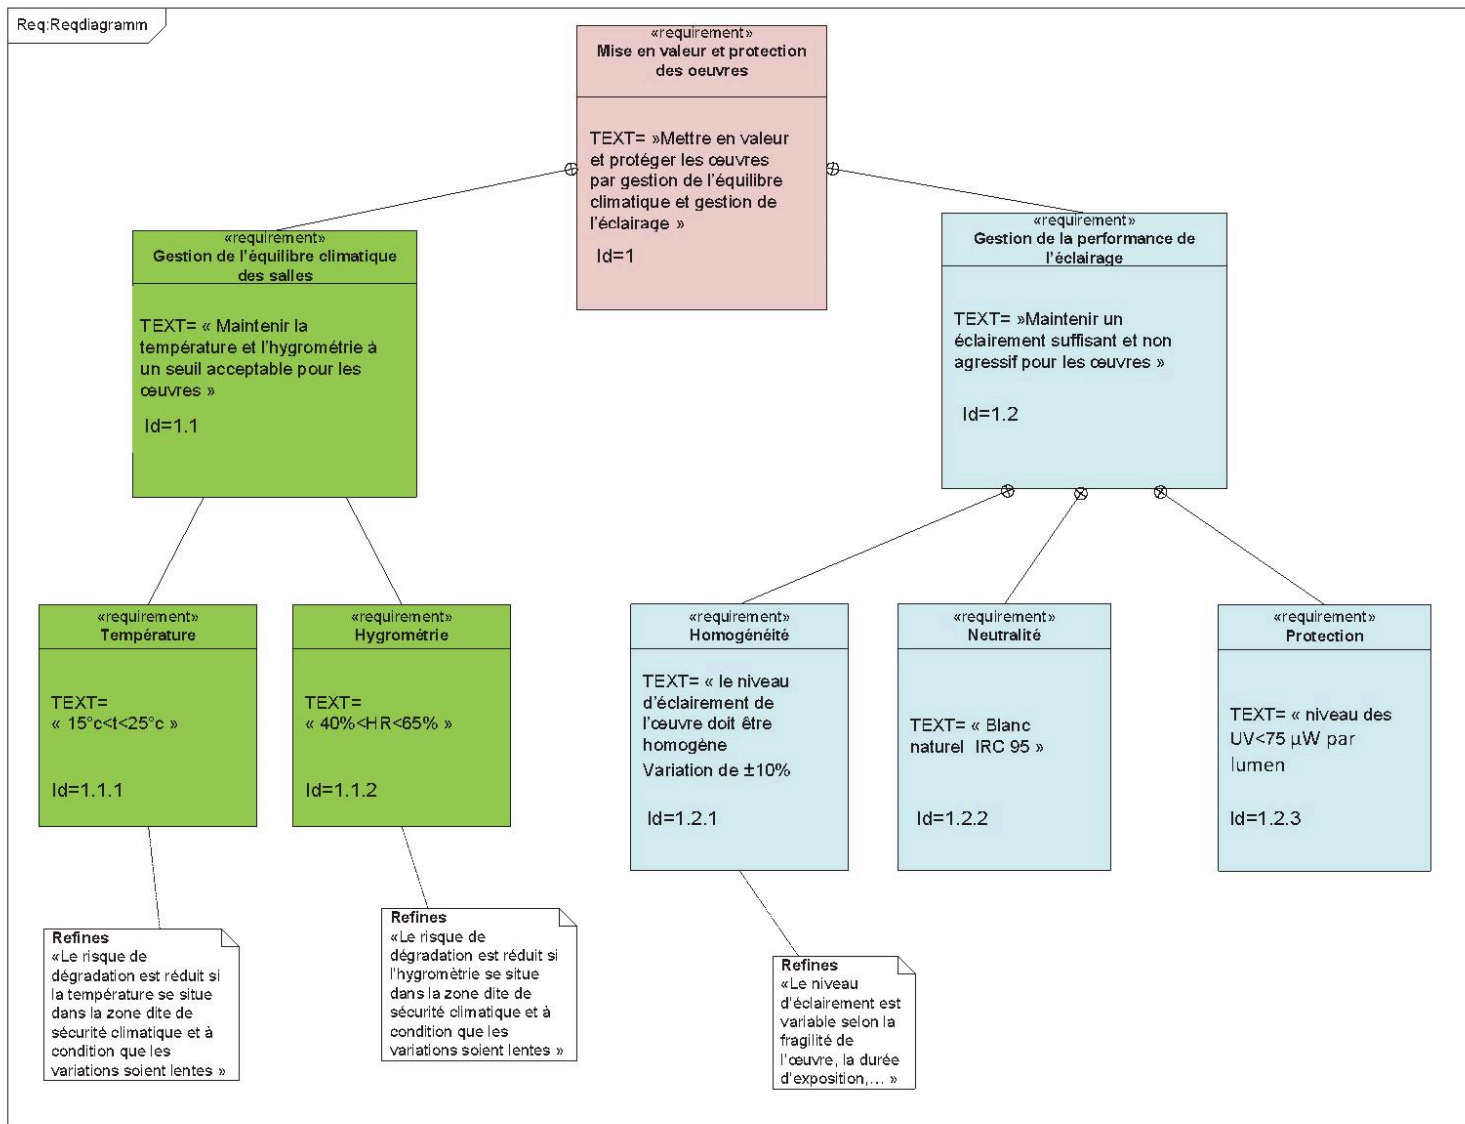 Req:Reqdiagramm
«requirement»
Mise en valeur et protection
des oeuvres
TEXT= »Mettre en valeur
et protéger les œuvres
par gestion de l'équilibre
climatique et gestion de
l'éclairage »
Id=1
«requirement»
Gestion de l'équilibre climatique
des salles
TEXT= « Maintenir la
température et l'hygrométrie à
un seuil acceptable pour les
œuvres »
Id=1.1
«requirement»
Gestion de la performance de
l'éclairage
TEXT= »Maintenir un
éclairement suffisant et non
agressif pour les œuvres »
Id=1.2
«requirement»
Température
TEXT=
« 15°c<t<25°c »
Id=1.1.1
«requirement»
Hygrométrie
TEXT=
« 40%<HR<65% »
Id=1.1.2
«requirement»
Homogénéité
TEXT= « le niveau
d'éclairement de
l'œuvre doit être
homogène
Variation de ±10%
Id=1.2.1
«requirement»
Neutralité
TEXT= « Blanc
naturel IRC 95 »
Id=1.2.2
«requirement»
Protection
TEXT= « niveau des
UV<75 µW par
lumen
Id=1.2.3
Refines
«Le risque de
dégradation est réduit si
la température se situe
dans la zone dite de
sécurité climatique et à
condition que les
variations soient lentes »
Refines
«Le risque de
dégradation est réduit si
l'hygromètrie se situe
dans la zone dite de
sécurité climatique et à
condition que les
variations soient lentes »
Refines
«Le niveau
d'éclairement est
variable selon la
fragilité de
l'œuvre, la durée
d'exposition,... »